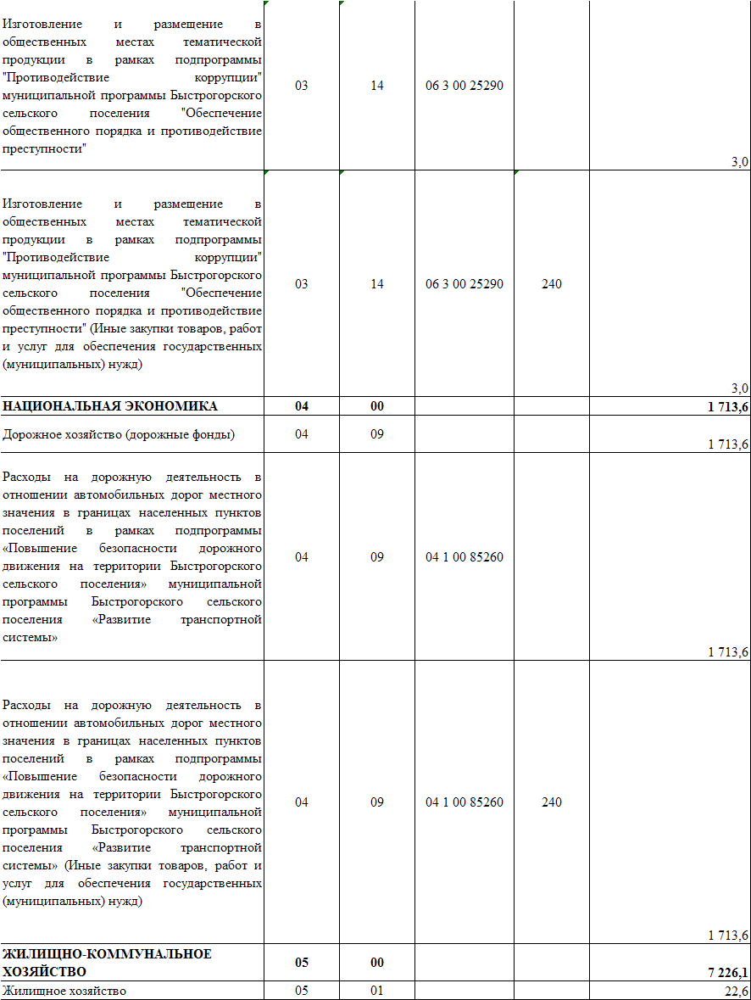 Изготовление и размещение в
общественных местах тематической
продукции в рамках подпрограммы
"Противодействие коррупции"
муниципальной программы Быстрогорского
сельского поселения "Обеспечение
общественного порядка и противодействие
преступности"
03 14 06 3 00 25290 3,0
Изготовление и размещение в
общественных местах тематической
продукции в рамках подпрограммы
"Противодействие коррупции"
муниципальной программы Быстрогорского
сельского поселения "Обеспечение
общественного порядка и противодействие
преступности" (Иные закупки товаров, работ
и услуг для обеспечения государственных
(муниципальных) нужд)
03 14 06 3 00 25290 240 3,0
НАЦИОНАЛЬНАЯ ЭКОНОМИКА 04 00 1 713,6
Дорожное хозяйство (дорожные фонды) 04 09 1 713,6
Расходы на дорожную деятельность в
отношении автомобильных дорог местного
значения в границах населенных пунктов
поселений в рамках подпрограммы
«Повышение безопасности дорожного
движения на территории Быстрогорского
сельского поселения» муниципальной
программы Быстрогорского сельского
поселения «Развитие транспортной
системы»
04 09 04 1 00 85260 1 713,6
Расходы на дорожную деятельность в
отношении автомобильных дорог местного
значения в границах населенных пунктов
поселений в рамках подпрограммы
«Повышение безопасности дорожного
движения на территории Быстрогорского
сельского поселения» муниципальной
программы Быстрогорского сельского
поселения «Развитие транспортной
системы» (Иные закупки товаров, работ и
услуг для обеспечения государственных
(муниципальных) нужд)
04 09 04 1 00 85260 240 1 713,6
ЖИЛИЩНО-КОММУНАЛЬНОЕ
ХОЗЯЙСТВО 05 00 7 226,1
Жилищное хозяйство 05 01 22,6